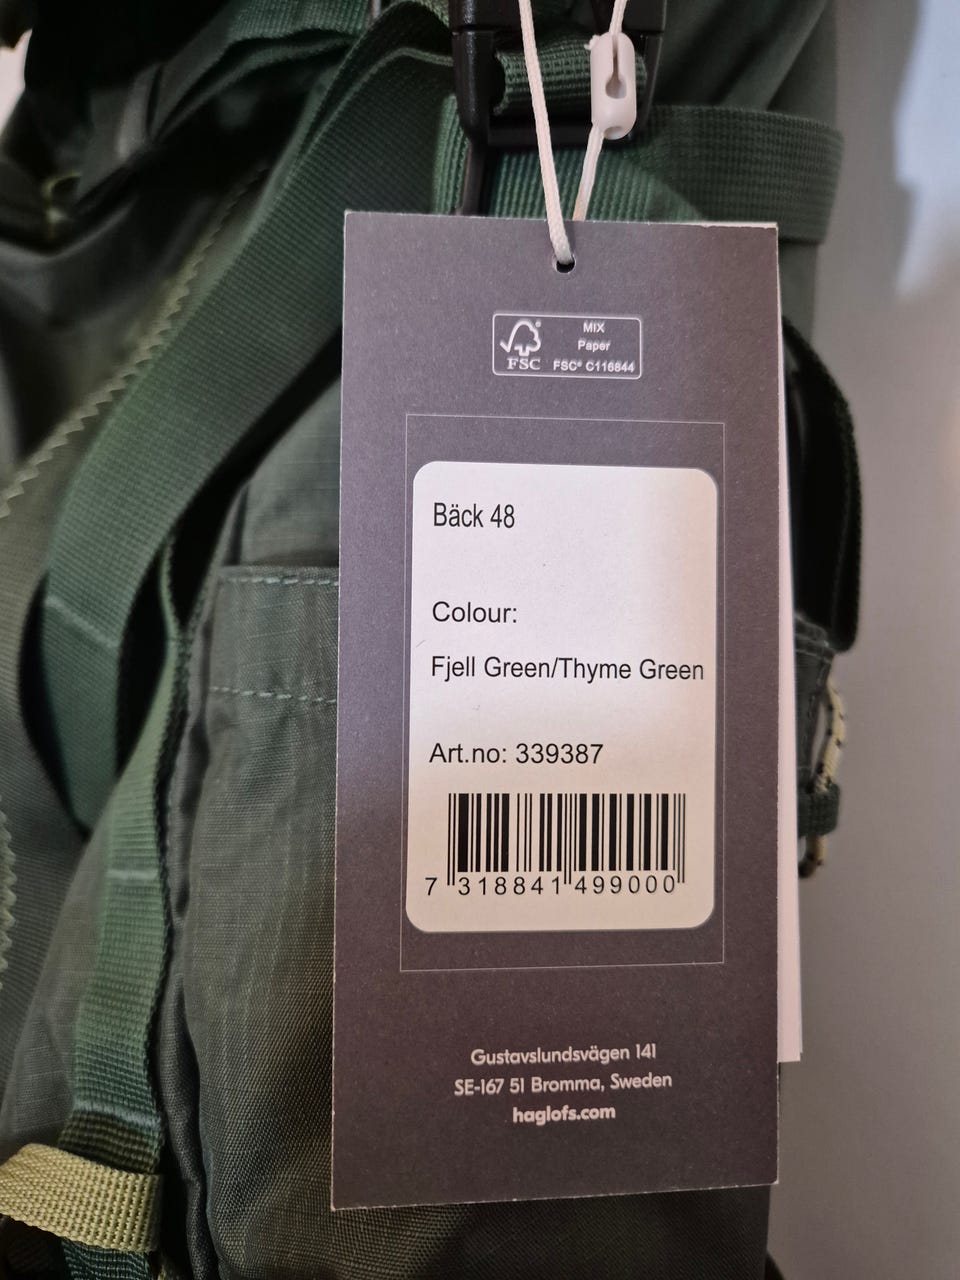 FSC®
MIX
Paper
FSC® C116844
Bäck 48
Colour:
Fjell Green/Thyme Green
Art.no: 339387
7 318841 499000
Gustavslundsvägen 141
SE-167 51 Bromma, Sweden
haglofs.com